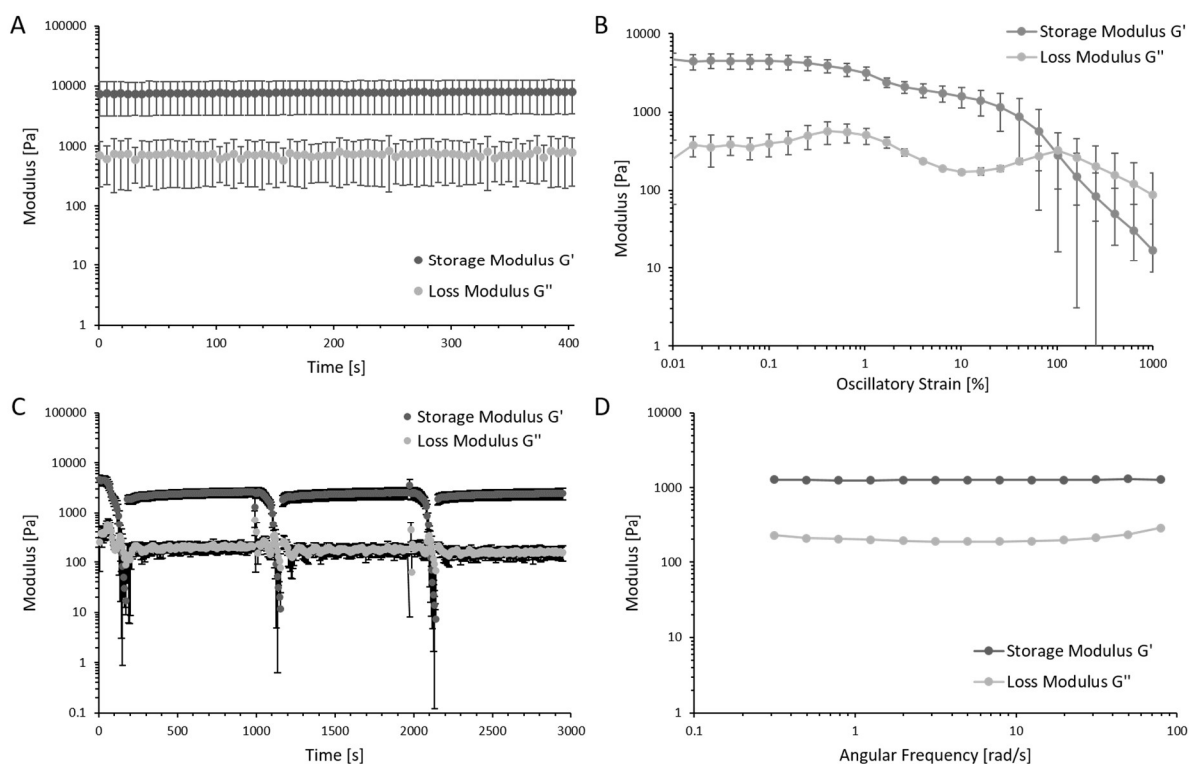 A
100000
10000
1000
100
10
1
Modulus [Pa]
Storage Modulus G'
Loss Modulus G"
0
100
200
300
400
Time [s]
B
Storage Modulus G'
Loss Modulus G"
10000
1000
100
10
1
Modulus [Pa]
0.01
0.1
1
10
100
1000
Oscillatory Strain [%]
C
Storage Modulus G'
Loss Modulus G"
100000
10000
1000
100
10
1
0.1
Modulus [Pa]
0
500
1000
1500
2000
2500
3000
Time [s]
D
10000
1000
100
10
1
Modulus [Pa]
Storage Modulus G'
Loss Modulus G"
0.1
1
10
100
Angular Frequency [rad/s]